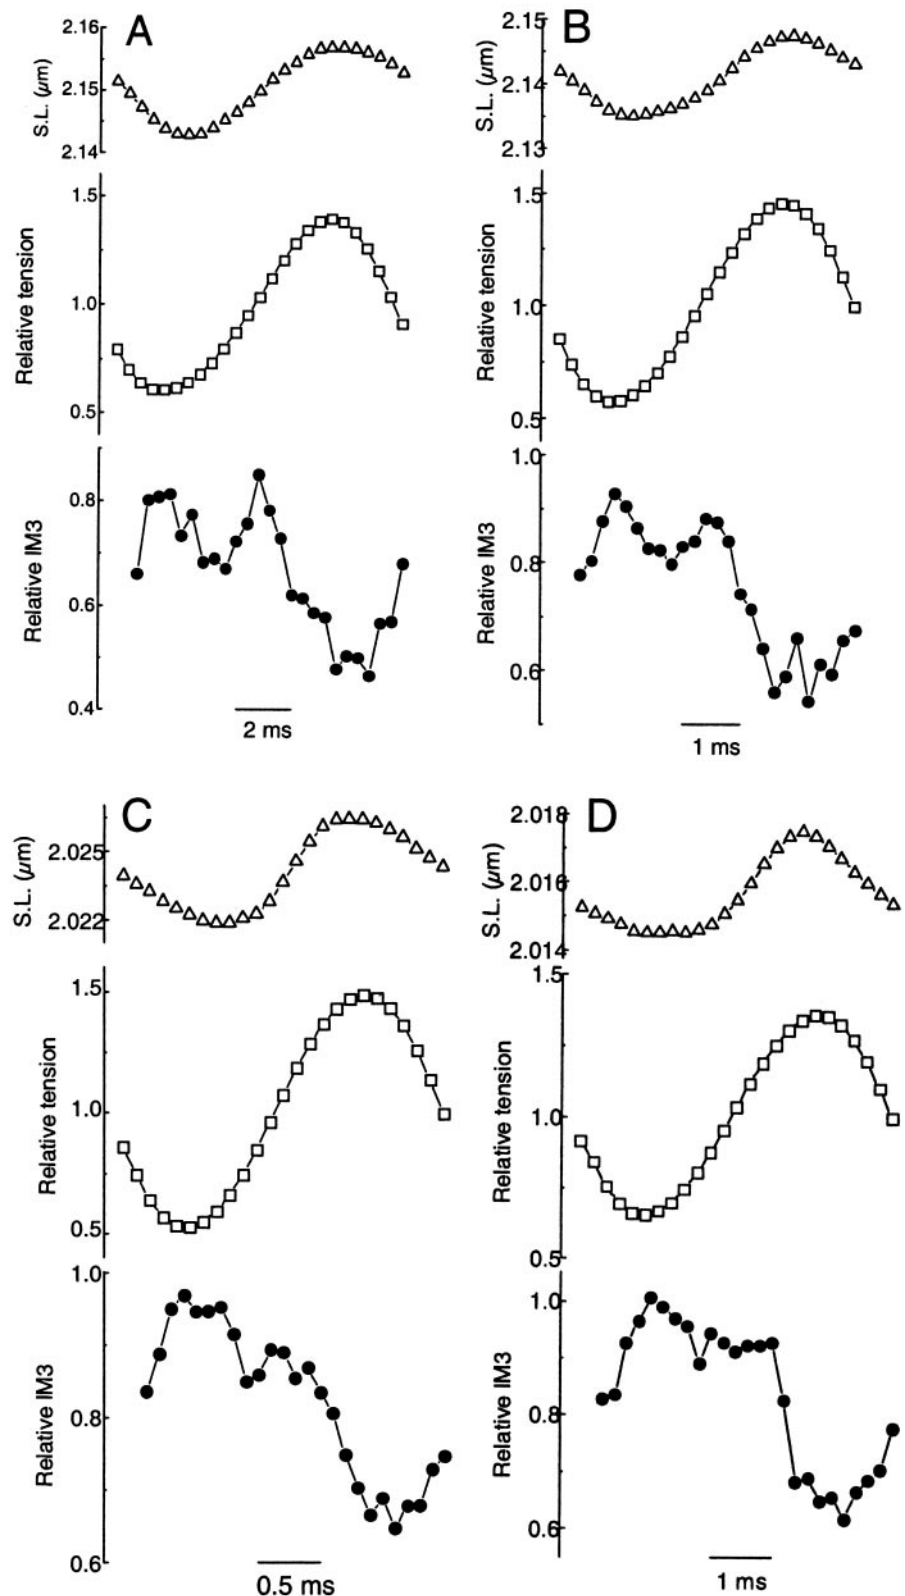 A
S.L. (μm)
2.16
2.15
2.14
Relative tension
1.5
1.0
0.5
Relative IM3
0.8
0.6
0.4
2 ms
B
S.L. (μm)
2.15
2.14
2.13
Relative tension
1.5
1.0
0.5
Relative IM3
1.0
0.8
0.6
1 ms
C
S.L. (μm)
2.025
2.022
Relative tension
1.5
1.0
0.5
Relative IM3
1.0
0.8
0.6
0.5 ms
D
S.L. (μm)
2.018
2.016
2.014
Relative tension
1.5
1.0
0.5
Relative IM3
1.0
0.8
0.6
1 ms